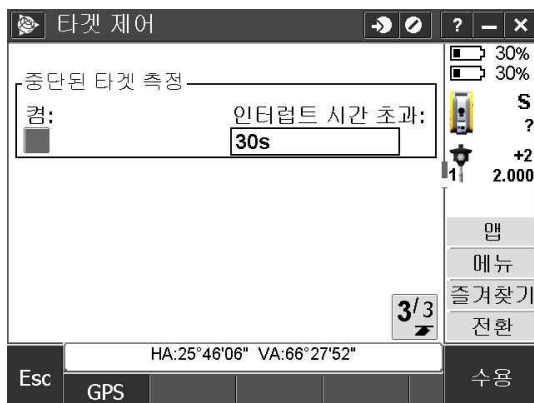 타겟 제어
? – ×
중단된 타겟 측정
켬: 인터럽트 시간 초과:
30s
30%
30%
S
?
+2
1 2.000
맵
메뉴
즐겨찾기
전환
3/3
HA:25°46'06" VA:66°27'52"
Esc
GPS
수용